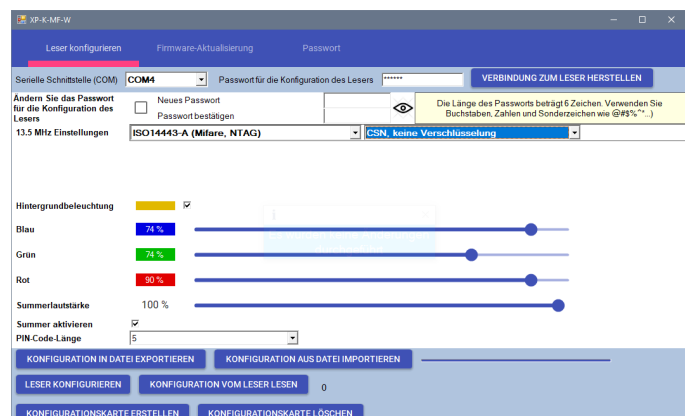 XP-K-MF-W
Leser konfigurieren Firmware-Aktualisierung Passwort
Serielle Schnittstelle (COM) COM4 Passwort für die Konfiguration des Lesers ****** VERBINDUNG ZUM LESER HERSTELLEN
Ändern Sie das Passwort
für die Konfiguration des
Lesers
Neues Passwort
Passwort bestätigen
Die Länge des Passworts beträgt 6 Zeichen. Verwenden Sie
Buchstaben, Zahlen und Sonderzeichen wie @#$%^*...)
13.5 MHz Einstellungen ISO14443-A (Mifare, NTAG) CSN, keine Verschlüsselung
Hintergrundbeleuchtung
Blau 74 %
Grün 74 %
Rot 90 %
Summerlautstärke 100 %
Summer aktivieren
PIN-Code-Länge 5
KONFIGURATION IN DATEI EXPORTIEREN KONFIGURATION AUS DATEI IMPORTIEREN
LESER KONFIGURIEREN KONFIGURATION VOM LESER LESEN 0
KONFIGURATIONSKARTE ERSTELLEN KONFIGURATIONSKARTE LÖSCHEN